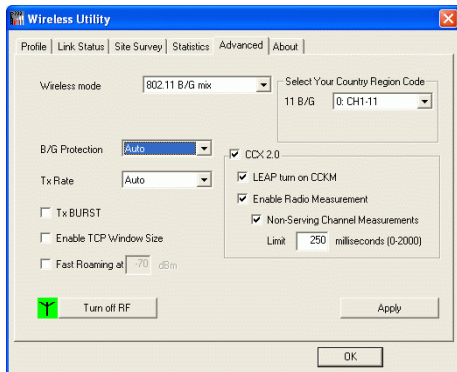 Wireless Utility
Profile Link Status Site Survey Statistics Advanced About
Wireless mode 802.11 B/G mix
Select Your Country Region Code
11 B/G 0: CH1-11
B/G Protection Auto
Tx Rate Auto
Tx BURST
Enable TCP Window Size
Fast Roaming at -70 dBm
CCX 2.0
LEAP turn on CCKM
Enable Radio Measurement
Non-Serving Channel Measurements
Limit 250 milliseconds (0-2000)
Turn off RF
Apply
OK